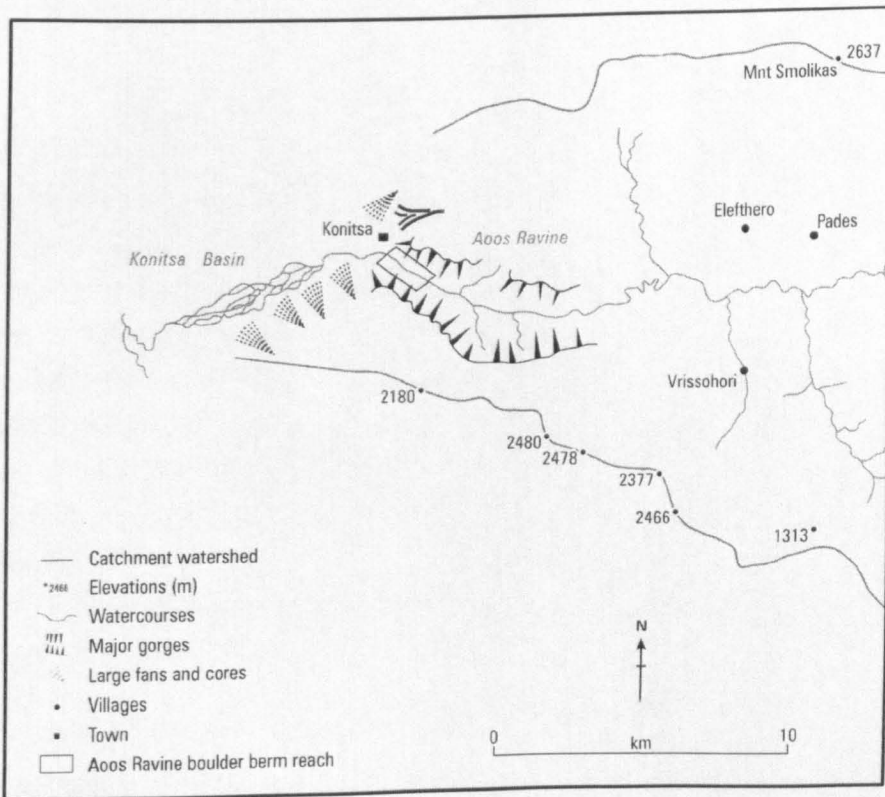 2637
Mnt Smolikas
Elefthero
Pades
Konitsa
Aoos Ravine
Konitsa Basin
Vrissohori
2180
2480
2478
2377
2466
1313
Catchment watershed
•2466 Elevations (m)
Watercourses
Major gorges
Large fans and cores
Villages
Town
Aoos Ravine boulder berm reach
N
0 10
km